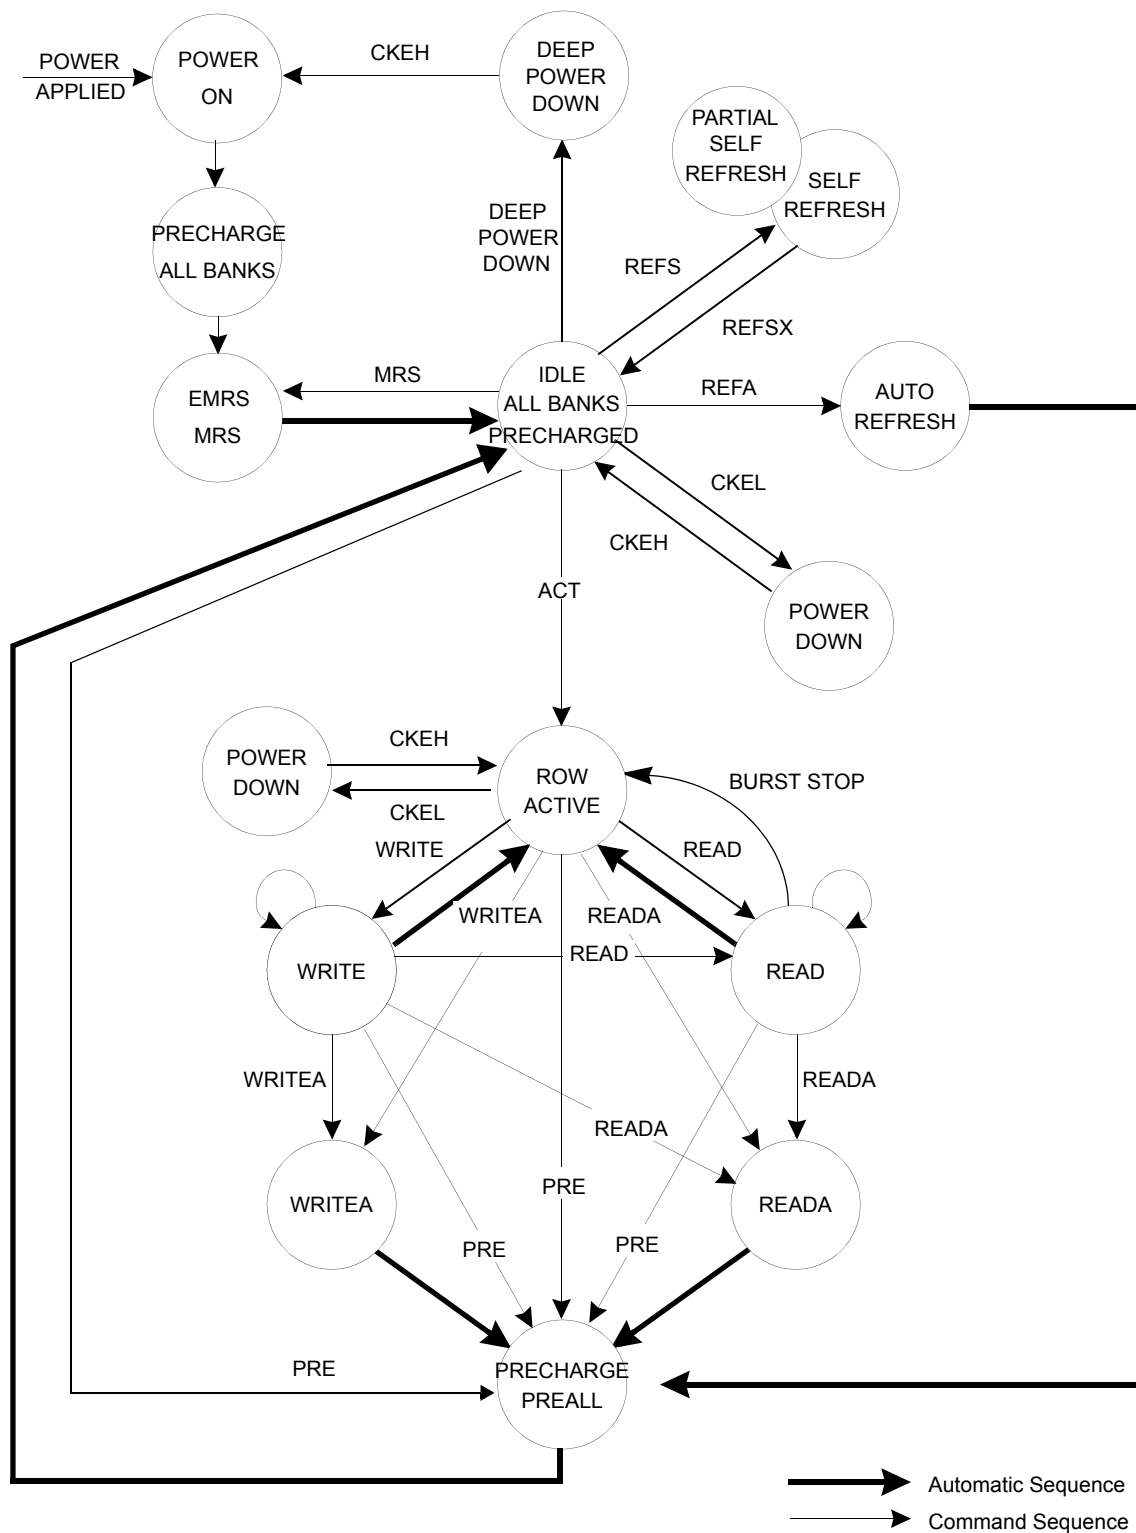 POWER
APPLIED
POWER
ON
CKEH
DEEP
POWER
DOWN
PARTIAL
SELF
REFRESH
SELF
REFRESH
PRECHARGE
ALL BANKS
DEEP
POWER
DOWN
REFS
REFSX
EMRS
MRS
MRS
IDLE
ALL BANKS
PRECHARGED
REFA
AUTO
REFRESH
CKEL
CKEH
ACT
POWER
DOWN
POWER
DOWN
CKEH
CKEL
ROW
ACTIVE
BURST STOP
WRITE
READ
WRITEA
READA
WRITE
READ
READ
WRITEA
READA
READA
WRITEA
PRE
READA
PRE
PRE
PRE
PRECHARGE
PREALL
Automatic Sequence
Command Sequence